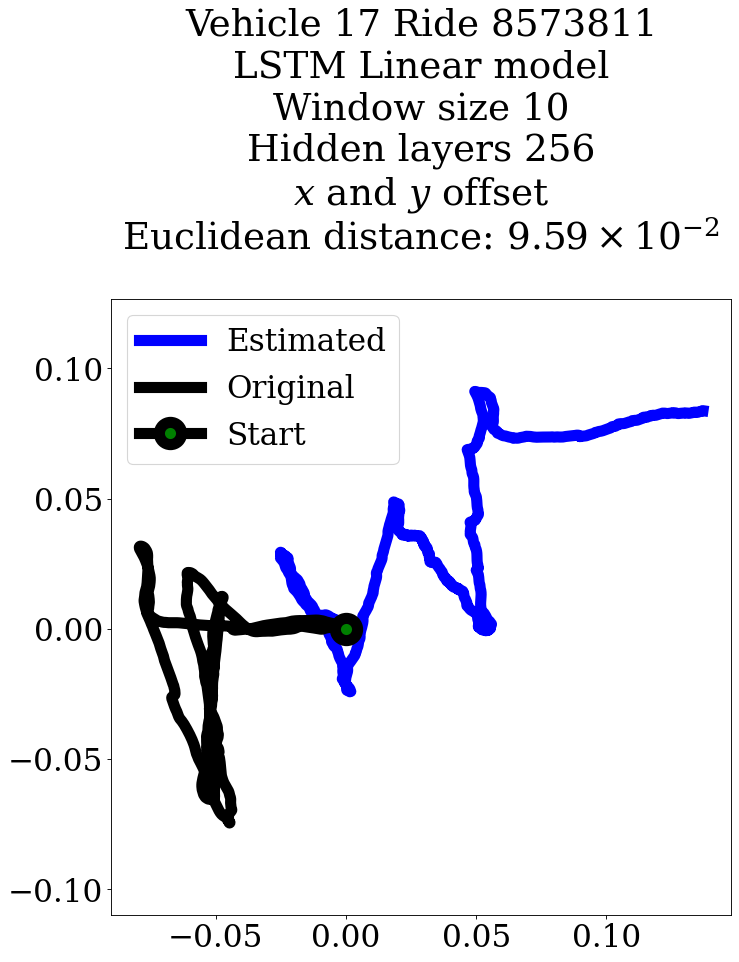 Vehicle 17 Ride 8573811
LSTM Linear model
Window size 10
Hidden layers 256
x and y offset
Euclidean distance: 9.59 × 10⁻²
Estimated
Original
Start
0.10
0.05
0.00
−0.05
−0.10
−0.05 0.00 0.05 0.10